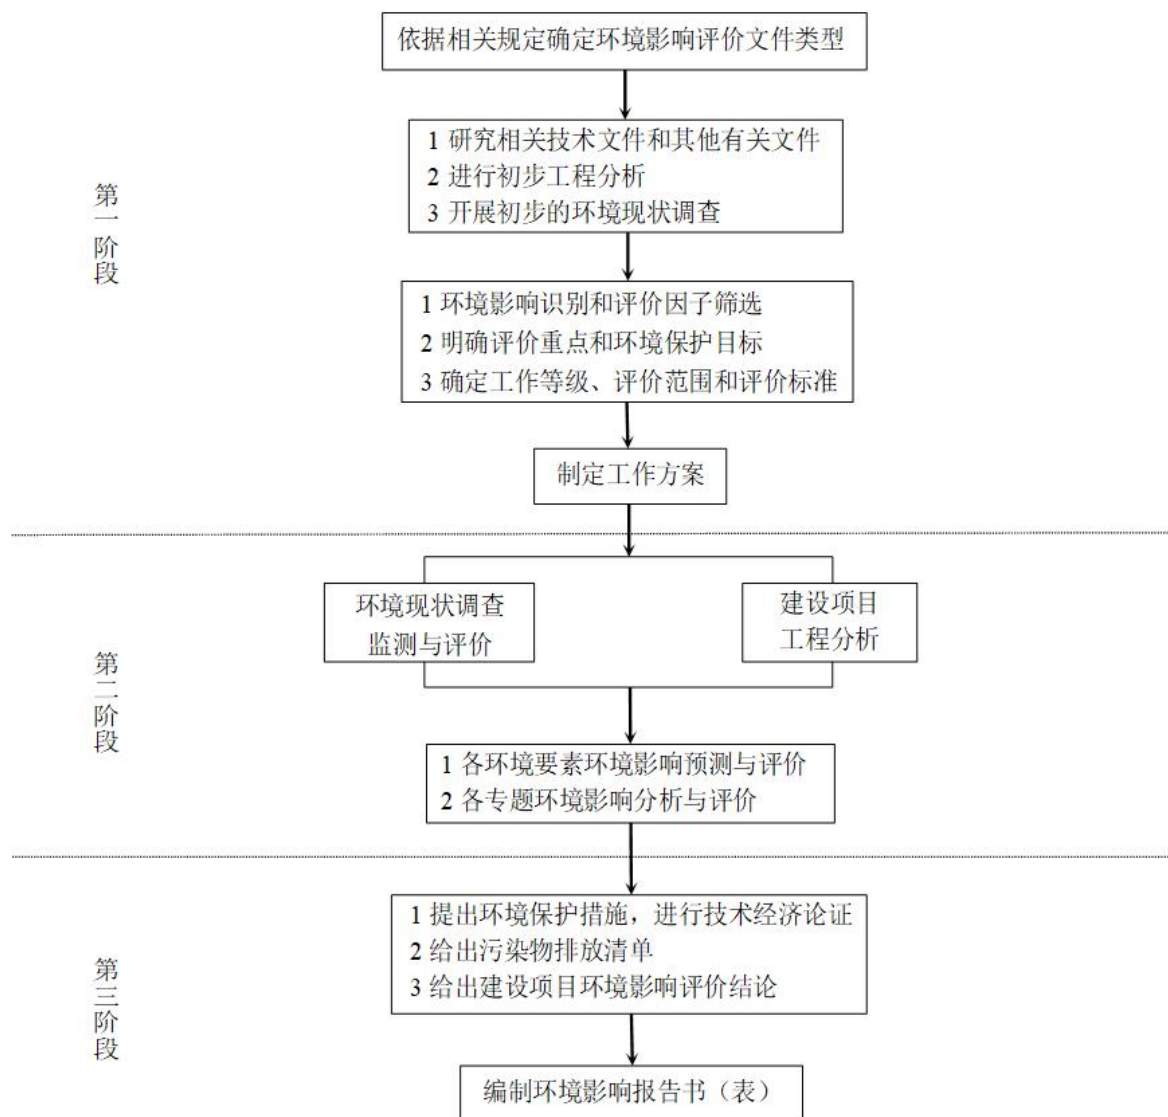 依据相关规定确定环境影响评价文件类型
第一阶段
1 研究相关技术文件和其他有关文件
2 进行初步工程分析
3 开展初步的环境现状调查
1 环境影响识别和评价因子筛选
2 明确评价重点和环境保护目标
3 确定工作等级、评价范围和评价标准
制定工作方案
第二阶段
环境现状调查
监测与评价
建设项目
工程分析
1 各环境要素环境影响预测与评价
2 各专题环境影响分析与评价
第三阶段
1 提出环境保护措施，进行技术经济论证
2 给出污染物排放清单
3 给出建设项目环境影响评价结论
编制环境影响报告书（表）